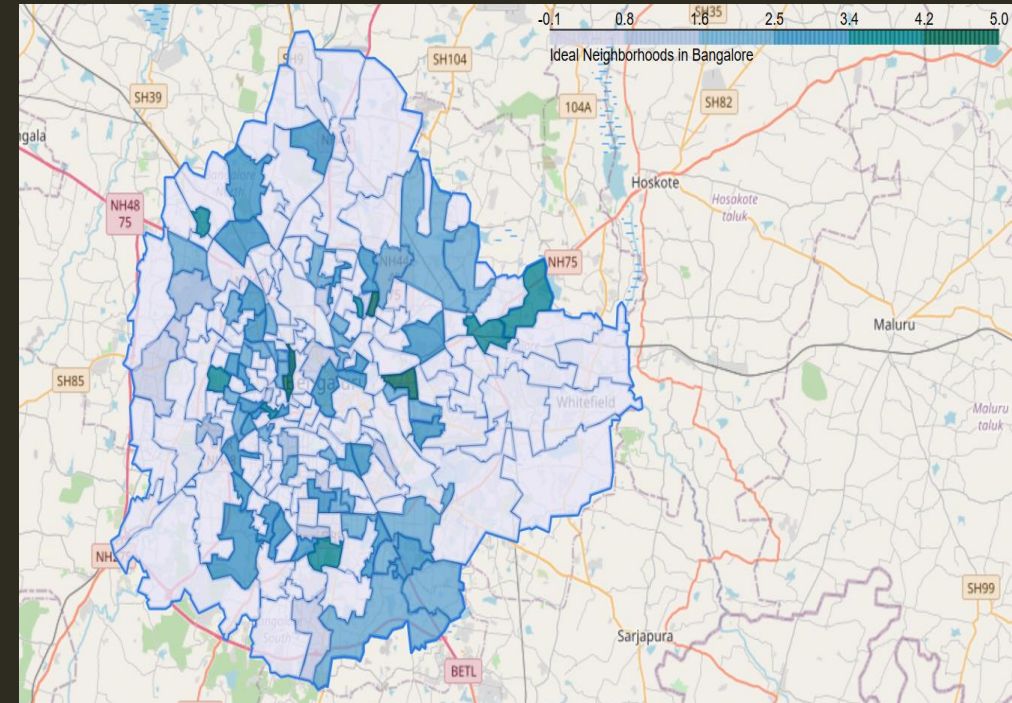 -0.1 0.8 1.6 2.5 3.4 4.2 5.0
SH35
Ideal Neighborhoods in Bangalore
SH104
SH39
104A
SH82
Hoskote
Hosakote
taluk
NH48
75
NH75
NH44
Maluru
SH85
Bengaluru
Whitefield
Maluru
taluk
SH99
Sarjapura
South
BETL